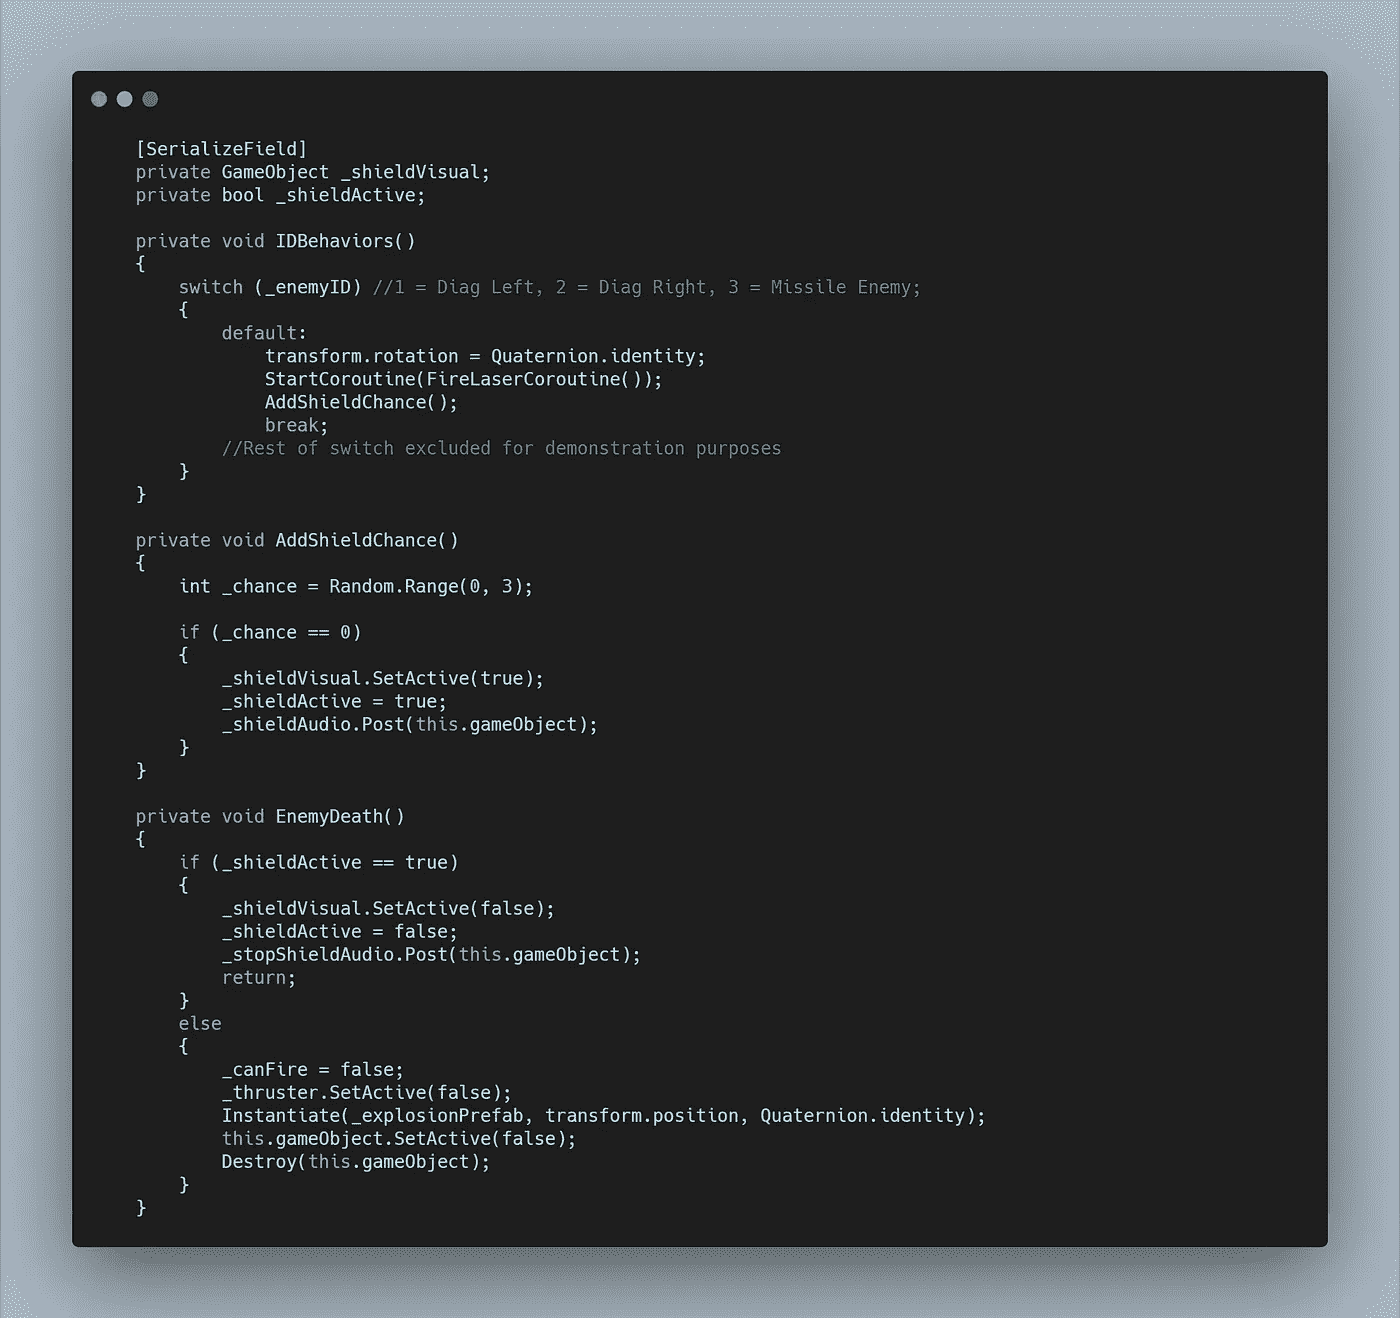 [SerializeField]
private GameObject _shieldVisual;
private bool _shieldActive;
private void IDBehaviors()
{
switch (_enemyID) //1 = Diag Left, 2 = Diag Right, 3 = Missile Enemy;
{
default:
transform.rotation = Quaternion.identity;
StartCoroutine(FireLaserCoroutine());
AddShieldChance();
break;
//Rest of switch excluded for demonstration purposes
}
}
private void AddShieldChance()
{
int _chance = Random.Range(0, 3);
if (_chance == 0)
{
_shieldVisual.SetActive(true);
_shieldActive = true;
_shieldAudio.Post(this.gameObject);
}
}
private void EnemyDeath()
{
if (_shieldActive == true)
{
_shieldVisual.SetActive(false);
_shieldActive = false;
_stopShieldAudio.Post(this.gameObject);
return;
}
else
{
_canFire = false;
_thruster.SetActive(false);
Instantiate(_explosionPrefab, transform.position, Quaternion.identity);
this.gameObject.SetActive(false);
Destroy(this.gameObject);
}
}